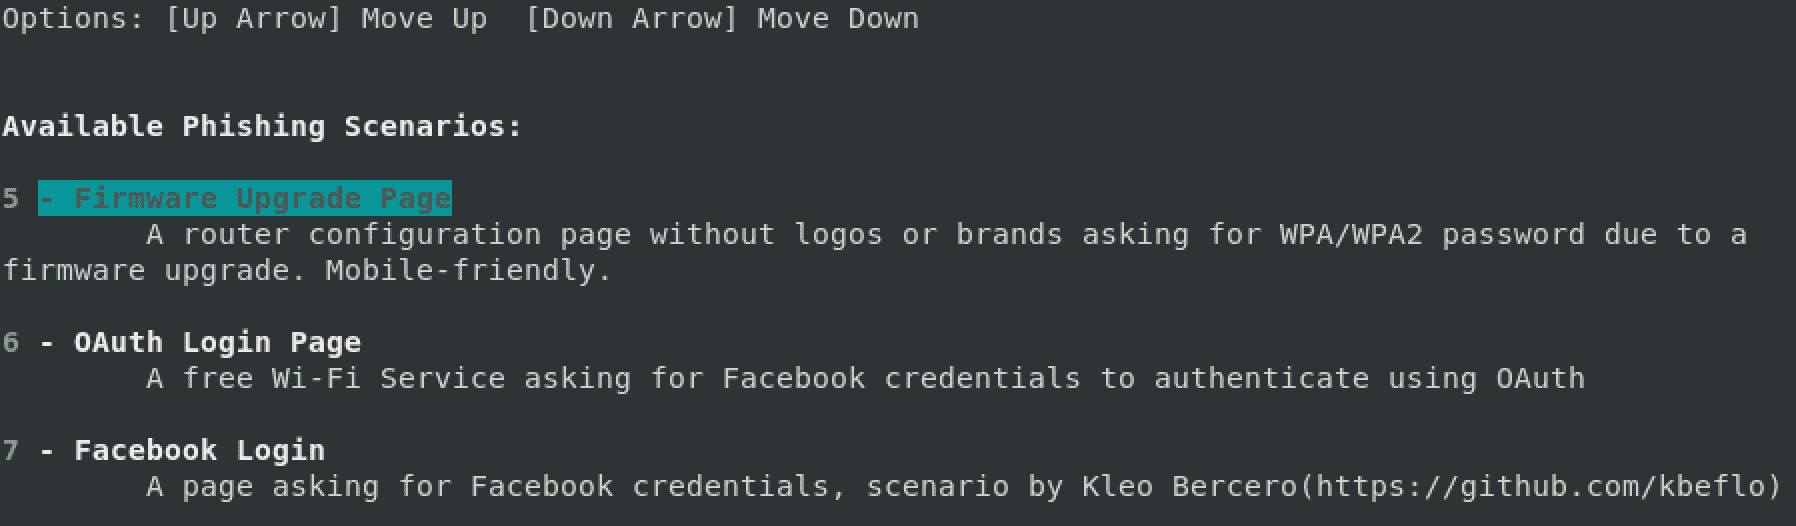 Options: [Up Arrow] Move Up  [Down Arrow] Move Down
Available Phishing Scenarios:
5 - Firmware Upgrade Page
A router configuration page without logos or brands asking for WPA/WPA2 password due to a
firmware upgrade. Mobile-friendly.
6 - OAuth Login Page
A free Wi-Fi Service asking for Facebook credentials to authenticate using OAuth
7 - Facebook Login
A page asking for Facebook credentials, scenario by Kleo Bercero(https://github.com/kbeflo)